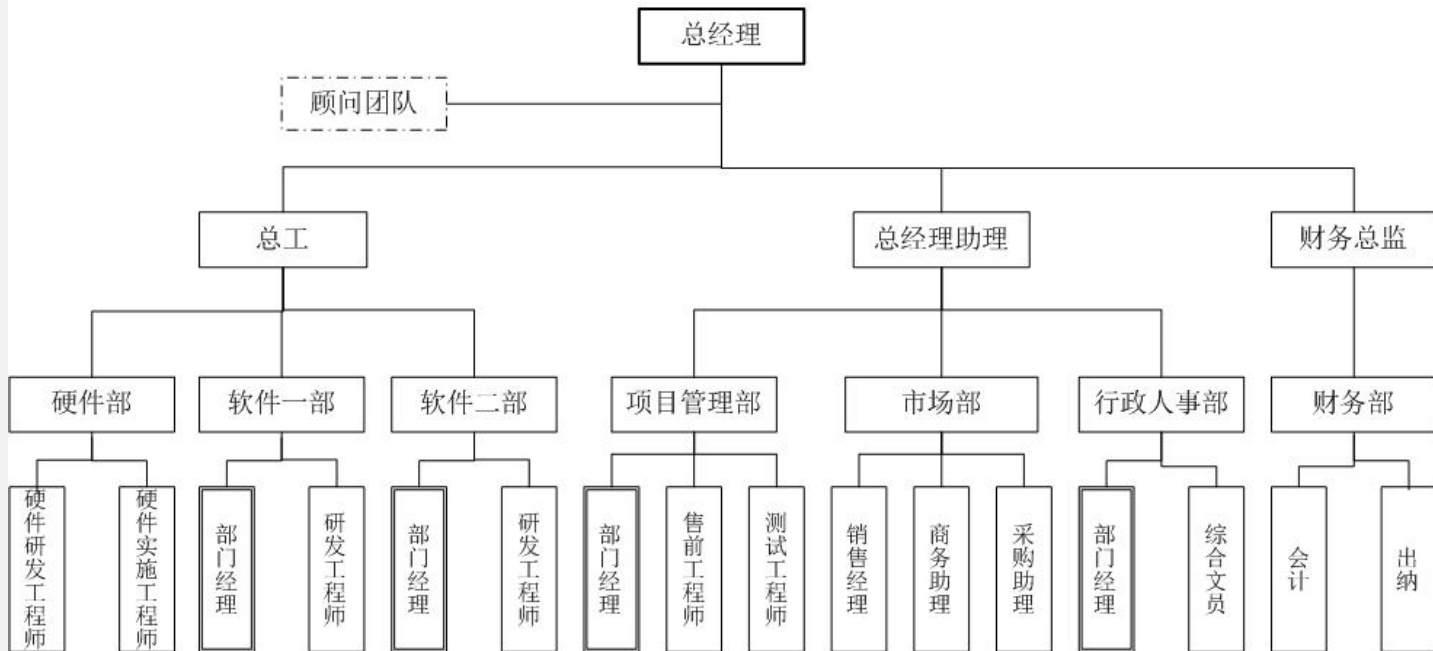 总经理
顾问团队
总工
总经理助理
财务总监
硬件部
软件一部
软件二部
项目管理部
市场部
行政人事部
财务部
硬件研发工程师
硬件实施工程师
部门经理
研发工程师
部门经理
研发工程师
部门经理
售前工程师
测试工程师
销售经理
商务助理
采购助理
部门经理
综合文员
会计
出纳